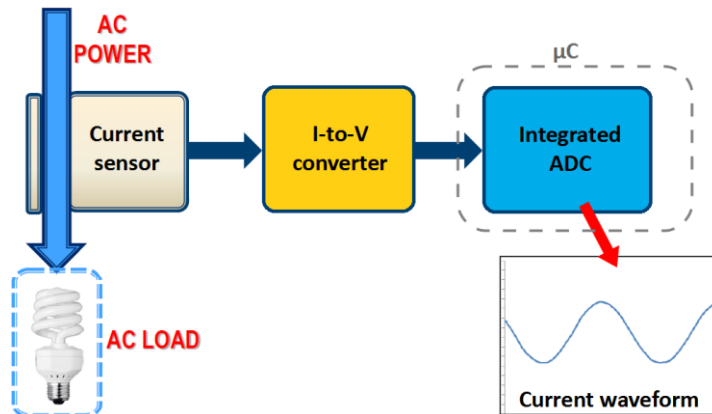 AC
POWER
µC
Current
sensor
I-to-V
converter
Integrated
ADC
AC LOAD
Current waveform